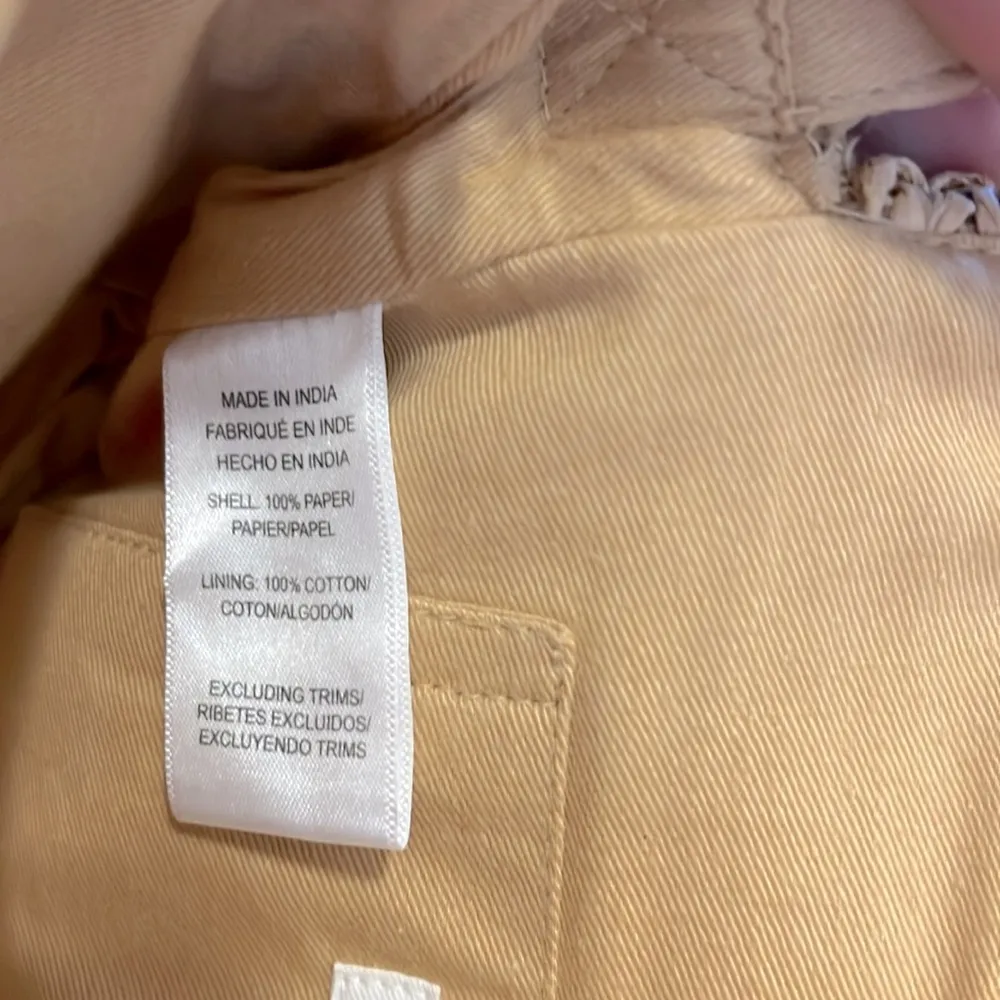 MADE IN INDIA
FABRIQUÉ EN INDE
HECHO EN INDIA
SHELL: 100% PAPER/
PAPIER/PAPEL
LINING: 100% COTTON/
COTON/ALGODÓN
EXCLUDING TRIMS/
RIBETES EXCLUIDOS/
EXCLUYENDO TRIMS